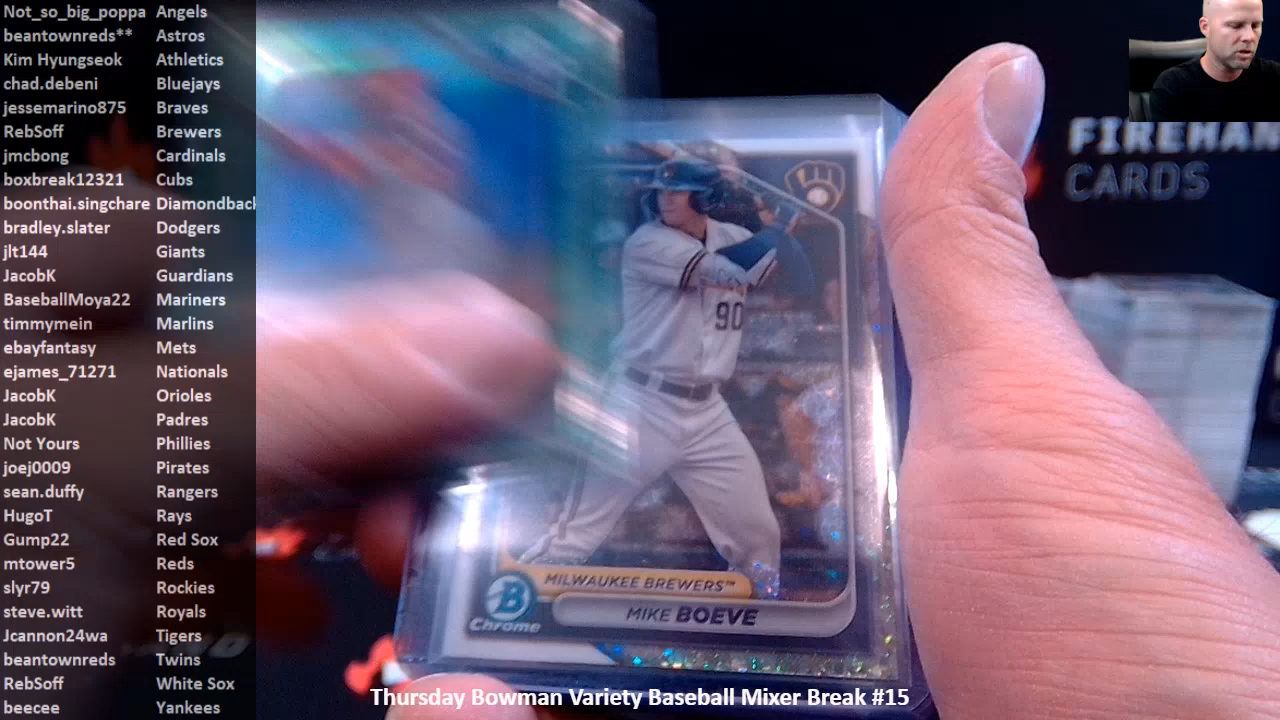 Not_so_big_poppa Angels
beantownreds** Astros
Kim Hyungseok Athletics
chad.debeni Bluejays
jessemarino875 Braves
RebSoff Brewers
jmcbong Cardinals
boxbreak12321 Cubs
boonthai.singchare Diamondback
bradley.slater Dodgers
jlt144 Giants
JacobK Guardians
BaseballMoya22 Mariners
timmymein Marlins
ebayfantasy Mets
ejames_71271 Nationals
JacobK Orioles
JacobK Padres
Not Yours Phillies
joej0009 Pirates
sean.duffy Rangers
HugoT Rays
Gump22 Red Sox
mtower5 Reds
slyr79 Rockies
steve.witt Royals
Jcannon24wa Tigers
beantownreds Twins
RebSoff White Sox
beecee Yankees
FIREHAN
CARDS
90
MILWAUKEE BREWERS™
MIKE BOEVE
B
Chrome
Thursday Bowman Variety Baseball Mixer Break #15